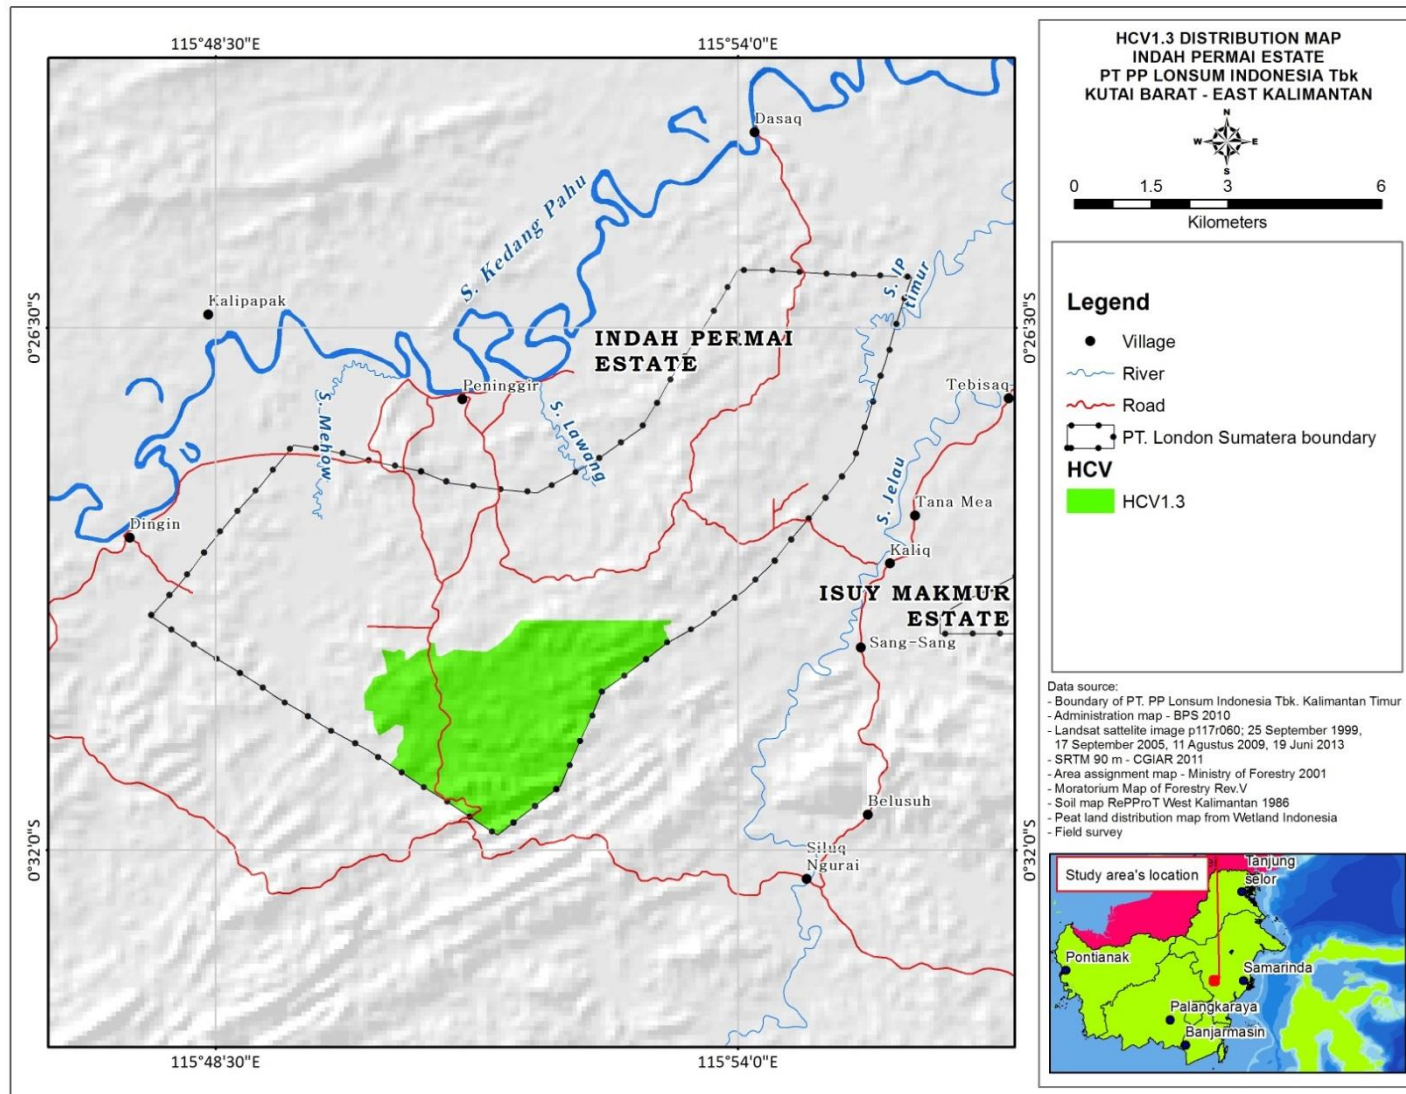 115°48'30"E
115°54'0"E
Dasaq
S. Kedang Pahu
S. IP
timur
Kalipapak
0°26'30"S
0°26'30"S
INDAH PERMAI
ESTATE
Peninggir
Tebisaq
S. Mehow
S. Lawang
Dingin
S. Jelau
Tana Mea
Kaliq
ISUY MAKMUR
ESTATE
Sang-Sang
Belusuh
0°32'0"S
0°32'0"S
Siluq
Ngurai
115°48'30"E
115°54'0"E
HCV1.3 DISTRIBUTION MAP
INDAH PERMAI ESTATE
PT PP LONSUM INDONESIA Tbk
KUTAI BARAT - EAST KALIMANTAN
N
W E
S
0 1.5 3 6
Kilometers
Legend
Village
River
Road
PT. London Sumatera boundary
HCV
HCV1.3
Data source:
- Boundary of PT. PP Lonsum Indonesia Tbk. Kalimantan Timur
- Administration map - BPS 2010
- Landsat sattelite image p117r060; 25 September 1999,
17 September 2005, 11 Agustus 2009, 19 Juni 2013
- SRTM 90 m - CGIAR 2011
- Area assignment map - Ministry of Forestry 2001
- Moratorium Map of Forestry Rev.V
- Soil map RePPProT West Kalimantan 1986
- Peat land distribution map from Wetland Indonesia
- Field survey
Study area's location
Tanjung
selor
Pontianak
Samarinda
Palangkaraya
Banjarmasin